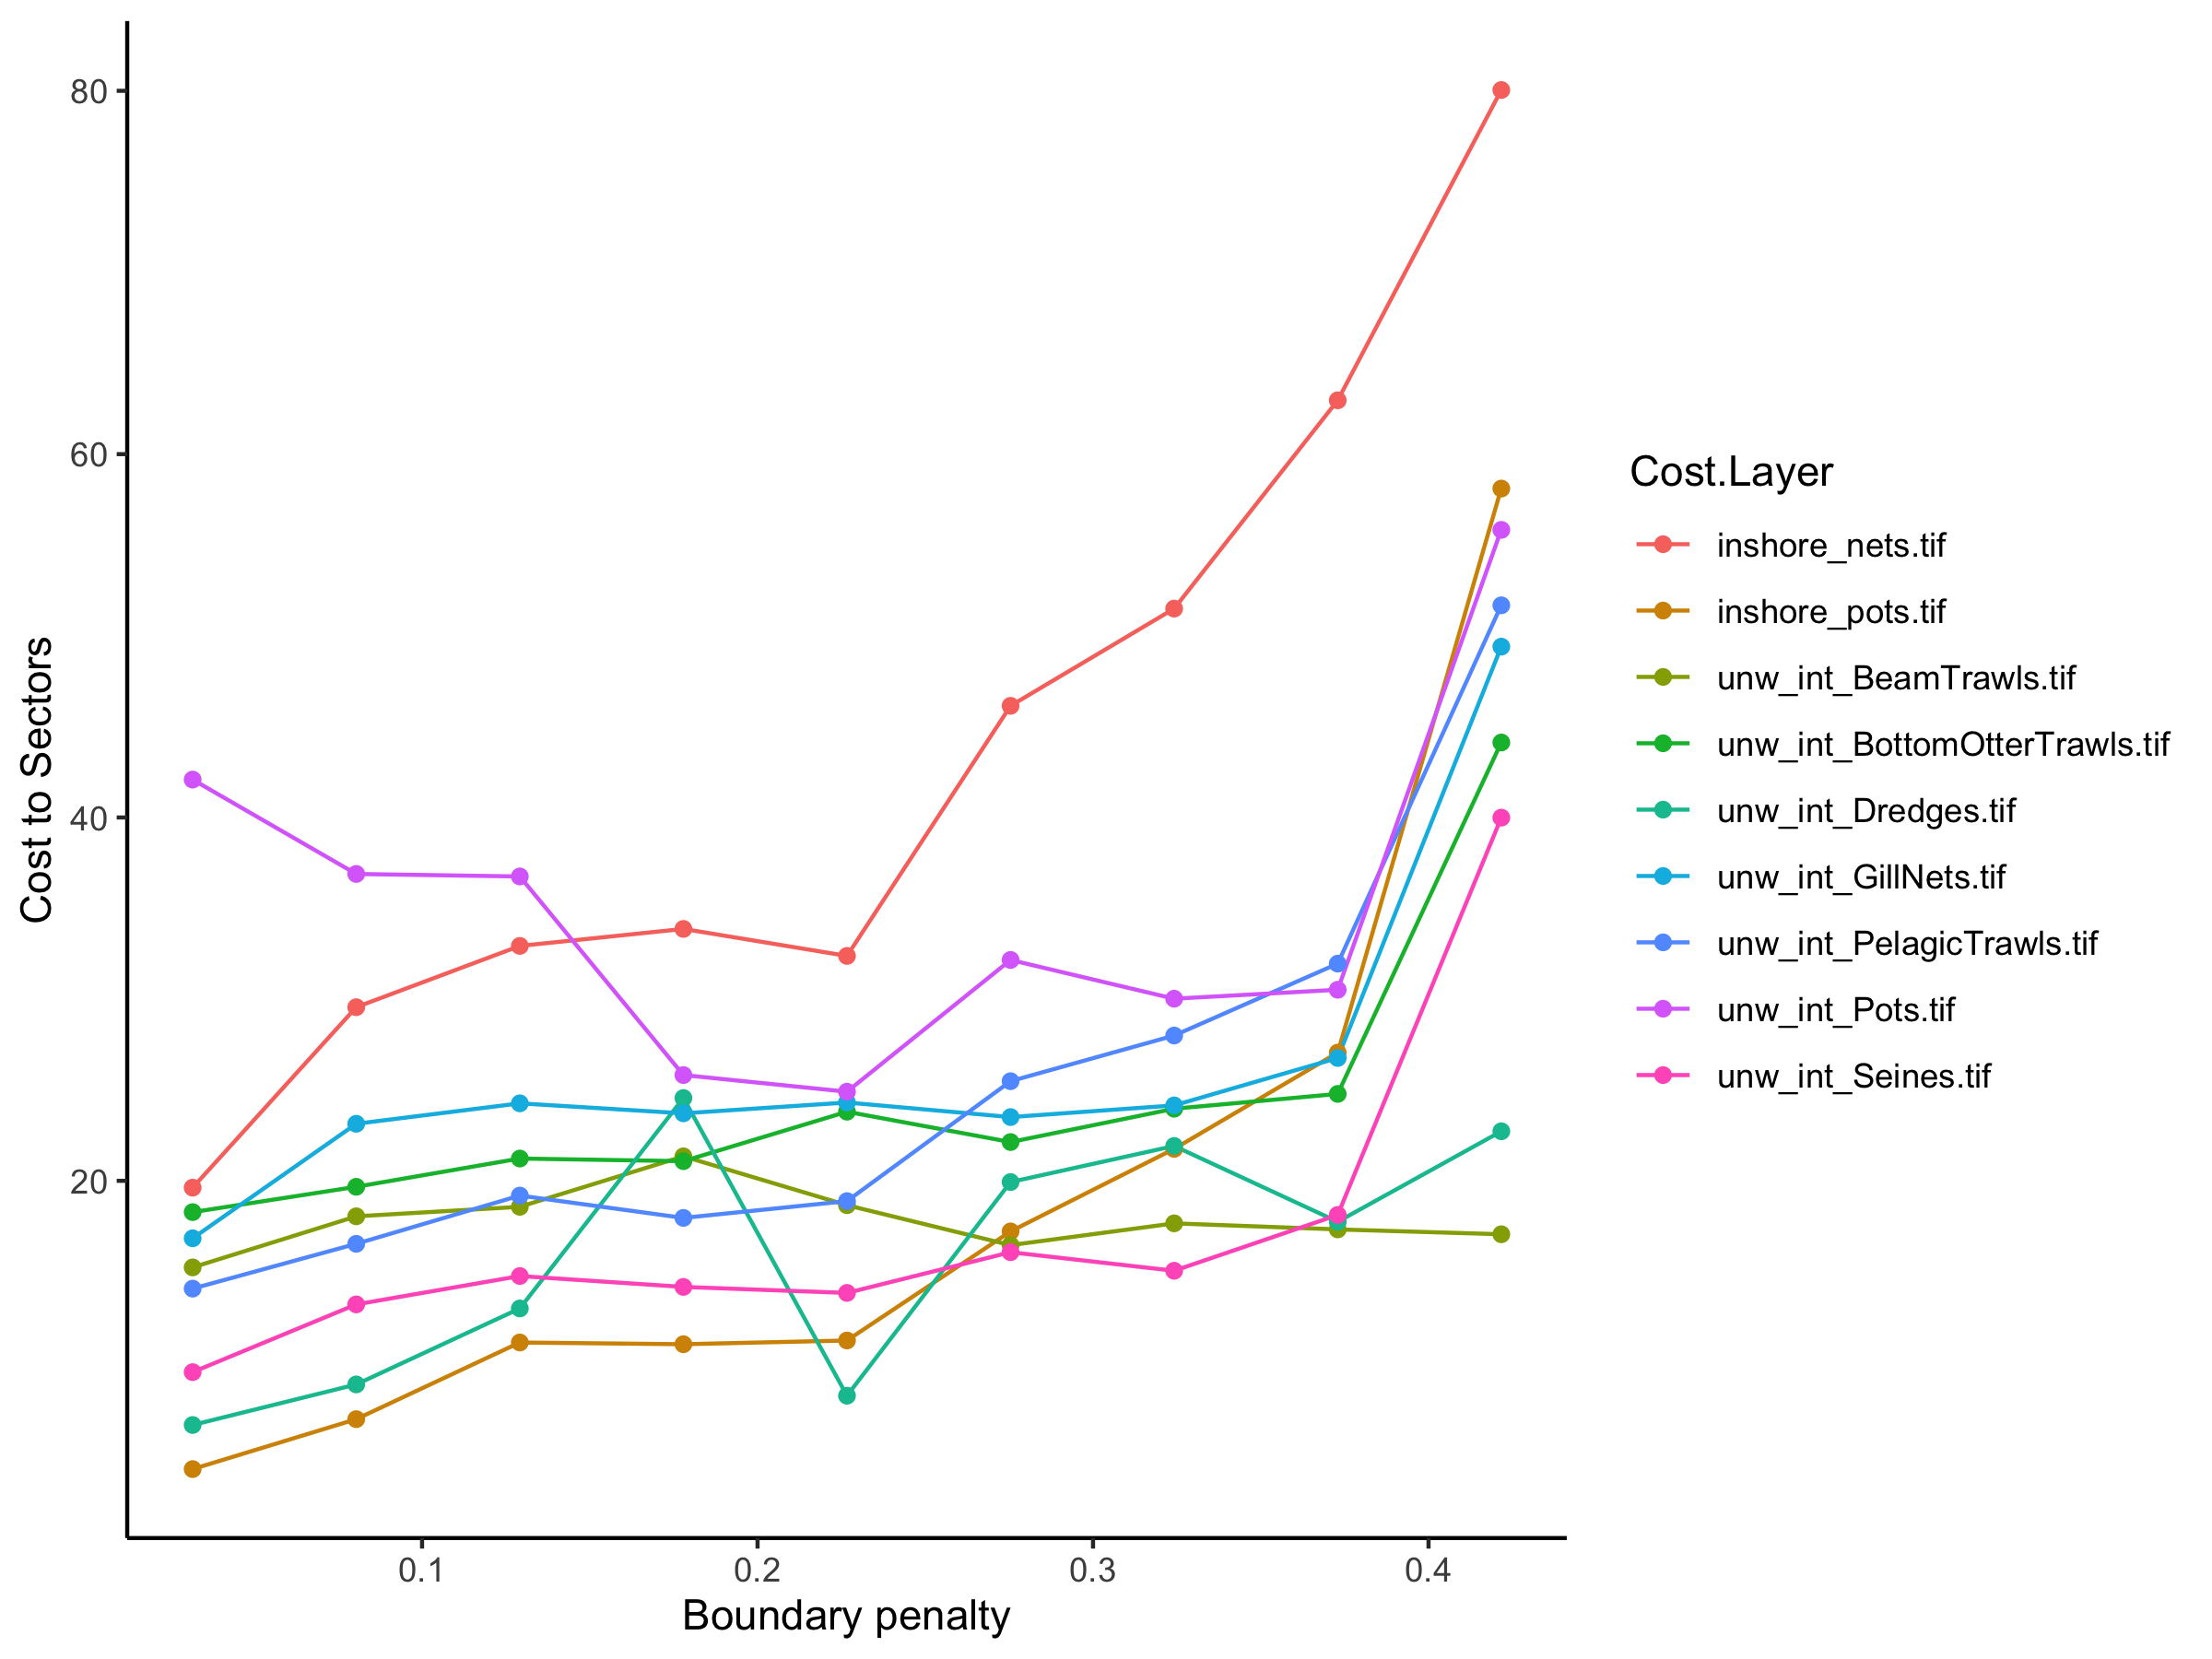 80
60
40
20
Cost to Sectors
0.1
0.2
0.3
0.4
Boundary penalty
Cost.Layer
inshore_nets.tif
inshore_pots.tif
unw_int_BeamTrawls.tif
unw_int_BottomOtterTrawls.tif
unw_int_Dredges.tif
unw_int_GillNets.tif
unw_int_PelagicTrawls.tif
unw_int_Pots.tif
unw_int_Seines.tif